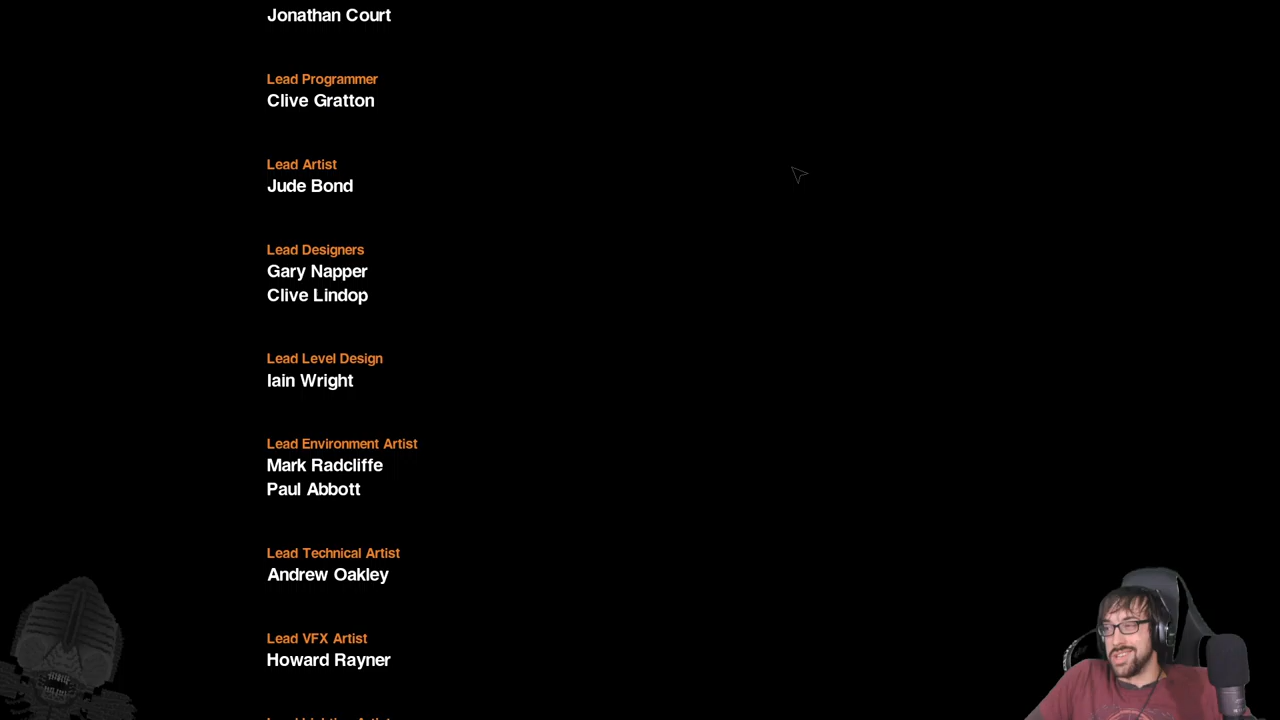 Jonathan Court
Lead Programmer
Clive Gratton
Lead Artist
Jude Bond
Lead Designers
Gary Napper
Clive Lindop
Lead Level Design
Iain Wright
Lead Environment Artist
Mark Radcliffe
Paul Abbott
Lead Technical Artist
Andrew Oakley
Lead VFX Artist
Howard Rayner